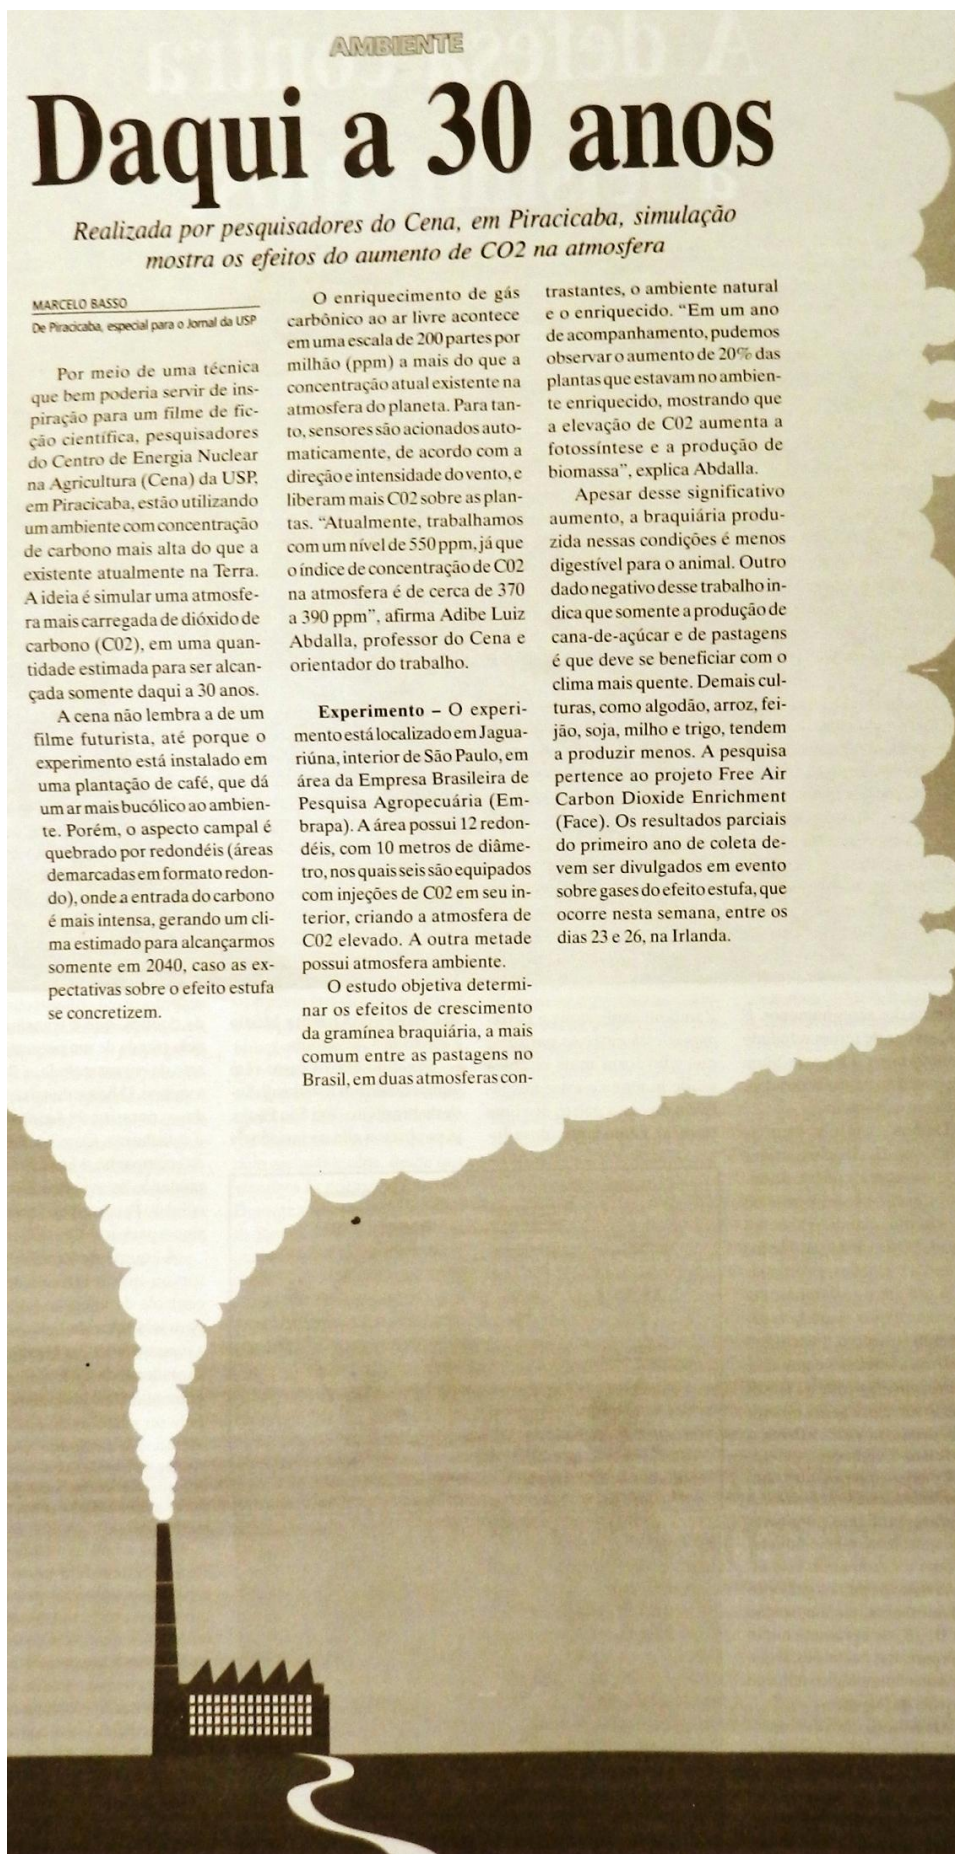 AMBIENTE
Daqui a 30 anos
Realizada por pesquisadores do Cena, em Piracicaba, simulação
mostra os efeitos do aumento de CO2 na atmosfera
MARCELO BASSO
De Piracicaba, especial para o Jornal da USP
Por meio de uma técnica
que bem poderia servir de ins-
piração para um filme de fic-
ção científica, pesquisadores
do Centro de Energia Nuclear
na Agricultura (Cena) da USP,
em Piracicaba, estão utilizando
um ambiente com concentração
de carbono mais alta do que a
existente atualmente na Terra.
A ideia é simular uma atmosfe-
ra mais carregada de dióxido de
carbono (C02), em uma quan-
tidade estimada para ser alcan-
çada somente daqui a 30 anos.
A cena não lembra a de um
filme futurista, até porque o
experimento está instalado em
uma plantação de café, que dá
um ar mais bucólico ao ambien-
te. Porém, o aspecto campal é
quebrado por redondéis (áreas
demarcadas em formato redon-
do), onde a entrada do carbono
é mais intensa, gerando um cli-
ma estimado para alcançarmos
somente em 2040, caso as ex-
pectativas sobre o efeito estufa
se concretizem.
O enriquecimento de gás
carbônico ao ar livre acontece
em uma escala de 200 partes por
milhão (ppm) a mais do que a
concentração atual existente na
atmosfera do planeta. Para tan-
to, sensores são acionados auto-
maticamente, de acordo com a
direção e intensidade do vento, e
liberam mais C02 sobre as plan-
tas. “Atualmente, trabalhamos
com um nível de 550 ppm, já que
o índice de concentração de C02
na atmosfera é de cerca de 370
a 390 ppm”, afirma Adibe Luiz
Abdalla, professor do Cena e
orientador do trabalho.
Experimento – O experi-
mento está localizado em Jagua-
riúna, interior de São Paulo, em
área da Empresa Brasileira de
Pesquisa Agropecuária (Em-
brapa). A área possui 12 redon-
déis, com 10 metros de diâme-
tro, nos quais seis são equipados
com injeções de C02 em seu in-
terior, criando a atmosfera de
C02 elevado. A outra metade
possui atmosfera ambiente.
O estudo objetiva determi-
nar os efeitos de crescimento
da gramínea braquiária, a mais
comum entre as pastagens no
Brasil, em duas atmosferas con-
trastantes, o ambiente natural
e o enriquecido. “Em um ano
de acompanhamento, pudemos
observar o aumento de 20% das
plantas que estavam no ambien-
te enriquecido, mostrando que
a elevação de C02 aumenta a
fotossíntese e a produção de
biomassa”, explica Abdalla.
Apesar desse significativo
aumento, a braquiária produ-
zida nessas condições é menos
digestível para o animal. Outro
dado negativo desse trabalho in-
dica que somente a produção de
cana-de-açúcar e de pastagens
é que deve se beneficiar com o
clima mais quente. Demais cul-
turas, como algodão, arroz, fei-
jão, soja, milho e trigo, tendem
a produzir menos. A pesquisa
pertence ao projeto Free Air
Carbon Dioxide Enrichment
(Face). Os resultados parciais
do primeiro ano de coleta de-
vem ser divulgados em evento
sobre gases do efeito estufa, que
ocorre nesta semana, entre os
dias 23 e 26, na Irlanda.